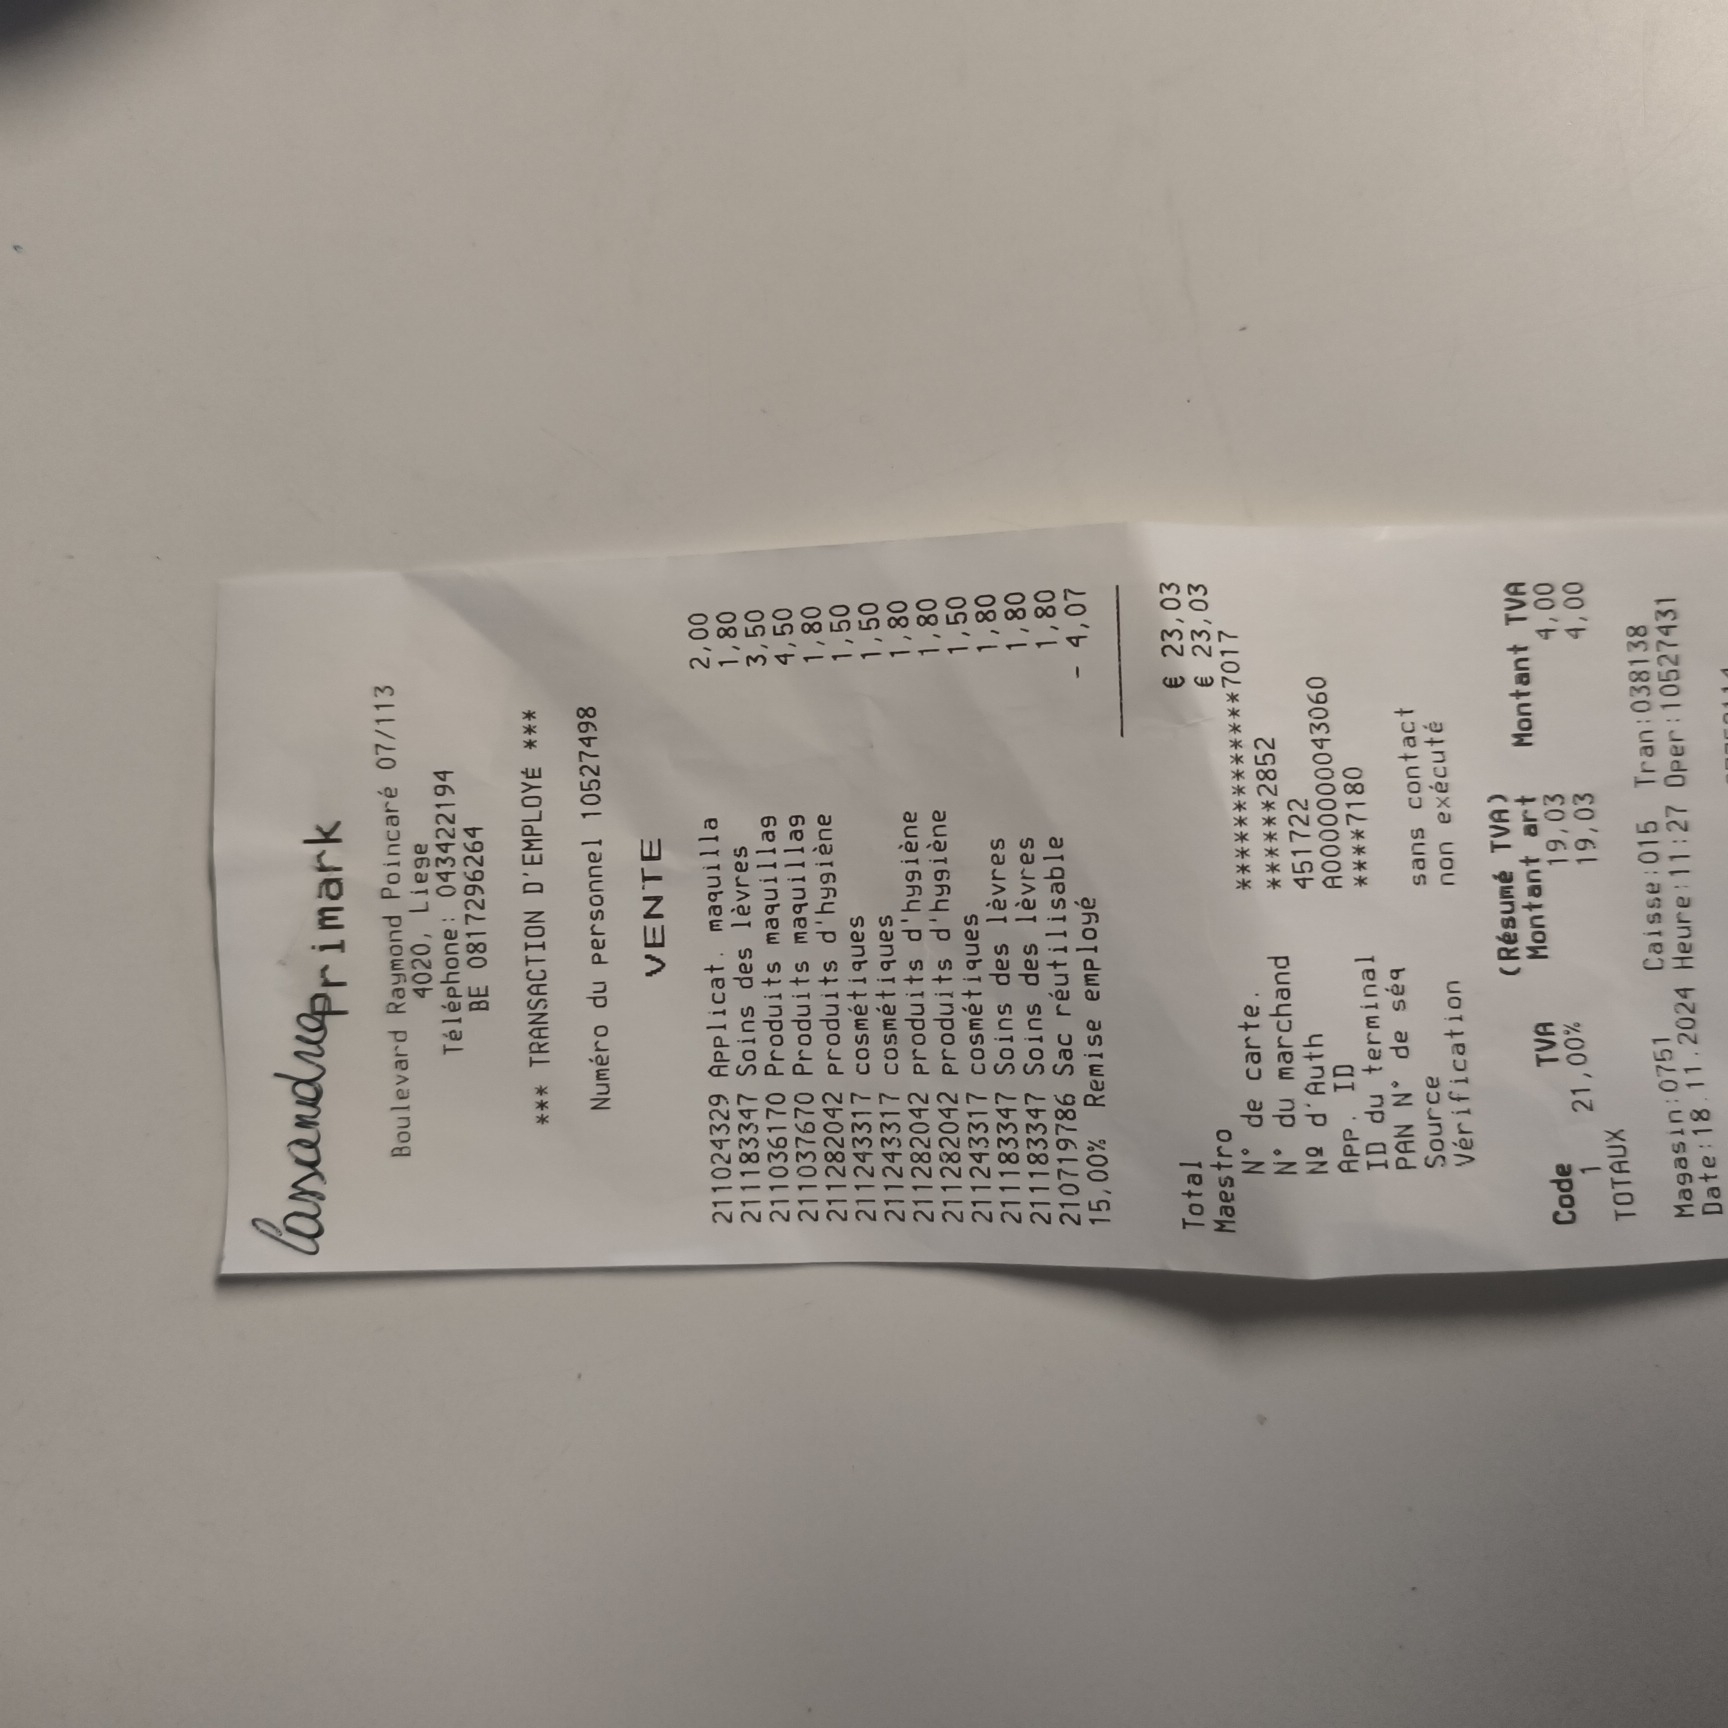 Cassandra
Primark
Boulevard Raymond Poincaré 07/113
4020, Liege
Téléphone: 043422194
BE 0817296264
*** TRANSACTION D'EMPLOYÉ ***
Numéro du personnel 10527498
VENTE
211024329 Applicat. maquilla 2,00
211183347 Soins des lèvres 1,80
211036170 Produits maquillag 3,50
211037670 Produits maquillag 4,50
211282042 produits d'hygiène 1,80
211243317 cosmétiques 1,50
211243317 cosmétiques 1,50
211282042 produits d'hygiène 1,80
211282042 produits d'hygiène 1,80
211243317 cosmétiques 1,50
211183347 Soins des lèvres 1,80
211183347 Soins des lèvres 1,80
210719786 Sac réutilisable 1,80
15,00% Remise employé - 4,07
Total € 23,03
Maestro € 23,03
N° de carte. ***************7017
N° du marchand ******2852
Nº d'Auth 451722
App. ID A0000000043060
ID du terminal ****7180
PAN N° de séq
Source sans contact
Vérification non exécuté
(Résumé TVA)
Code TVA Montant art Montant TVA
1 21,00% 19,03 4,00
TOTAUX 19,03 4,00
Magasin:0751 Caisse:015 Tran:038138
Date:18.11.2024 Heure:11:27 Oper:10527431